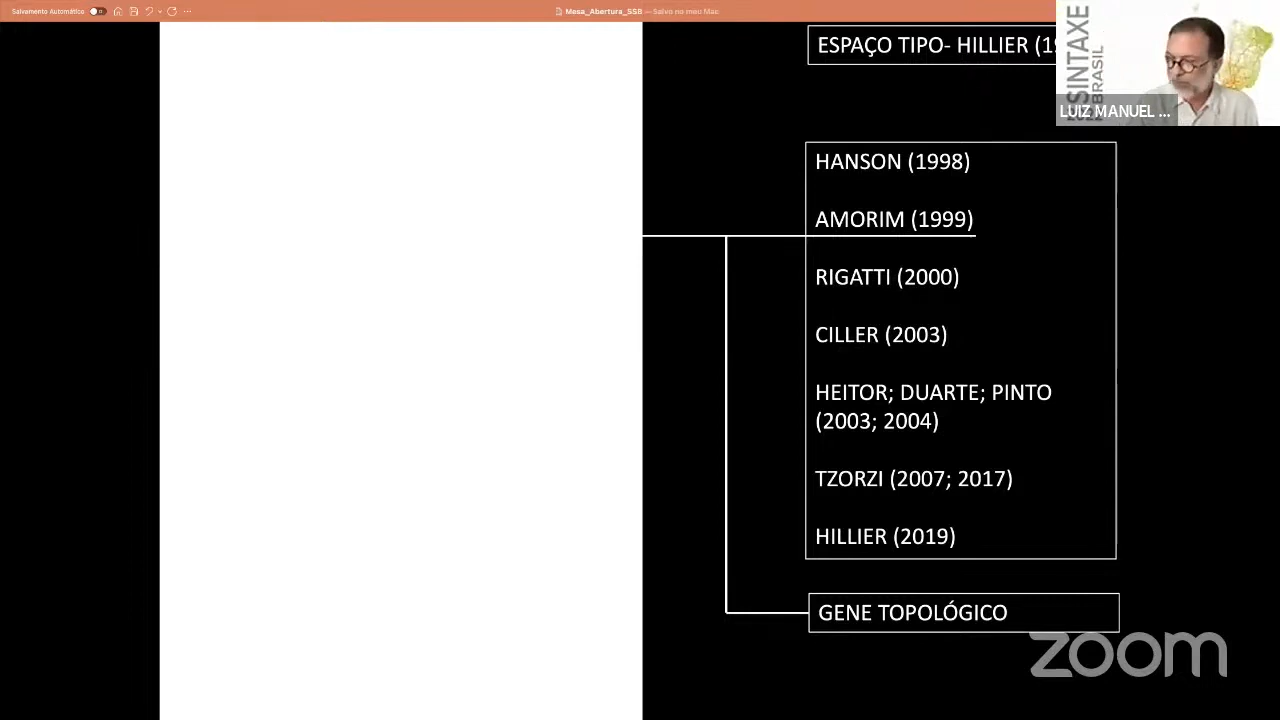 Salvamento Automático
Mesa_Abertura_SSB — Salvo no meu Mac
ESPAÇO TIPO- HILLIER (19
SINTAXE
BRASIL
LUIZ MANUEL ...
HANSON (1998)
AMORIM (1999)
RIGATTI (2000)
CILLER (2003)
HEITOR; DUARTE; PINTO
(2003; 2004)
TZORZI (2007; 2017)
HILLIER (2019)
GENE TOPOLÓGICO
zoom